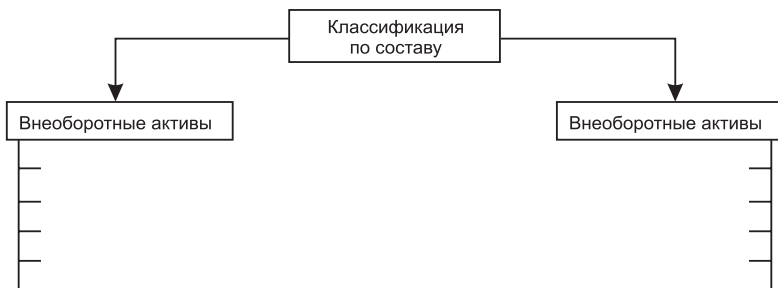 Классификация
по составу
Внеоборотные активы
Внеоборотные активы